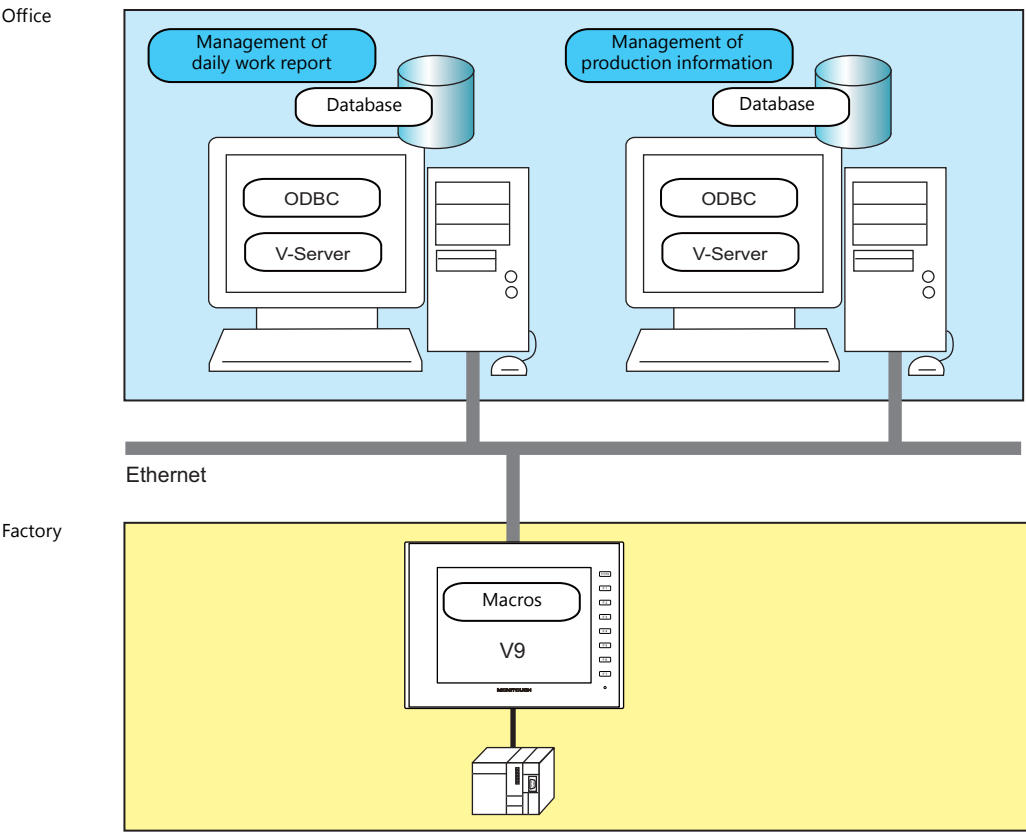 Office
Management of
daily work report
Database
ODBC
V-Server
Management of
production information
Database
ODBC
V-Server
Ethernet
Factory
Macros
V9
MONITOUCH